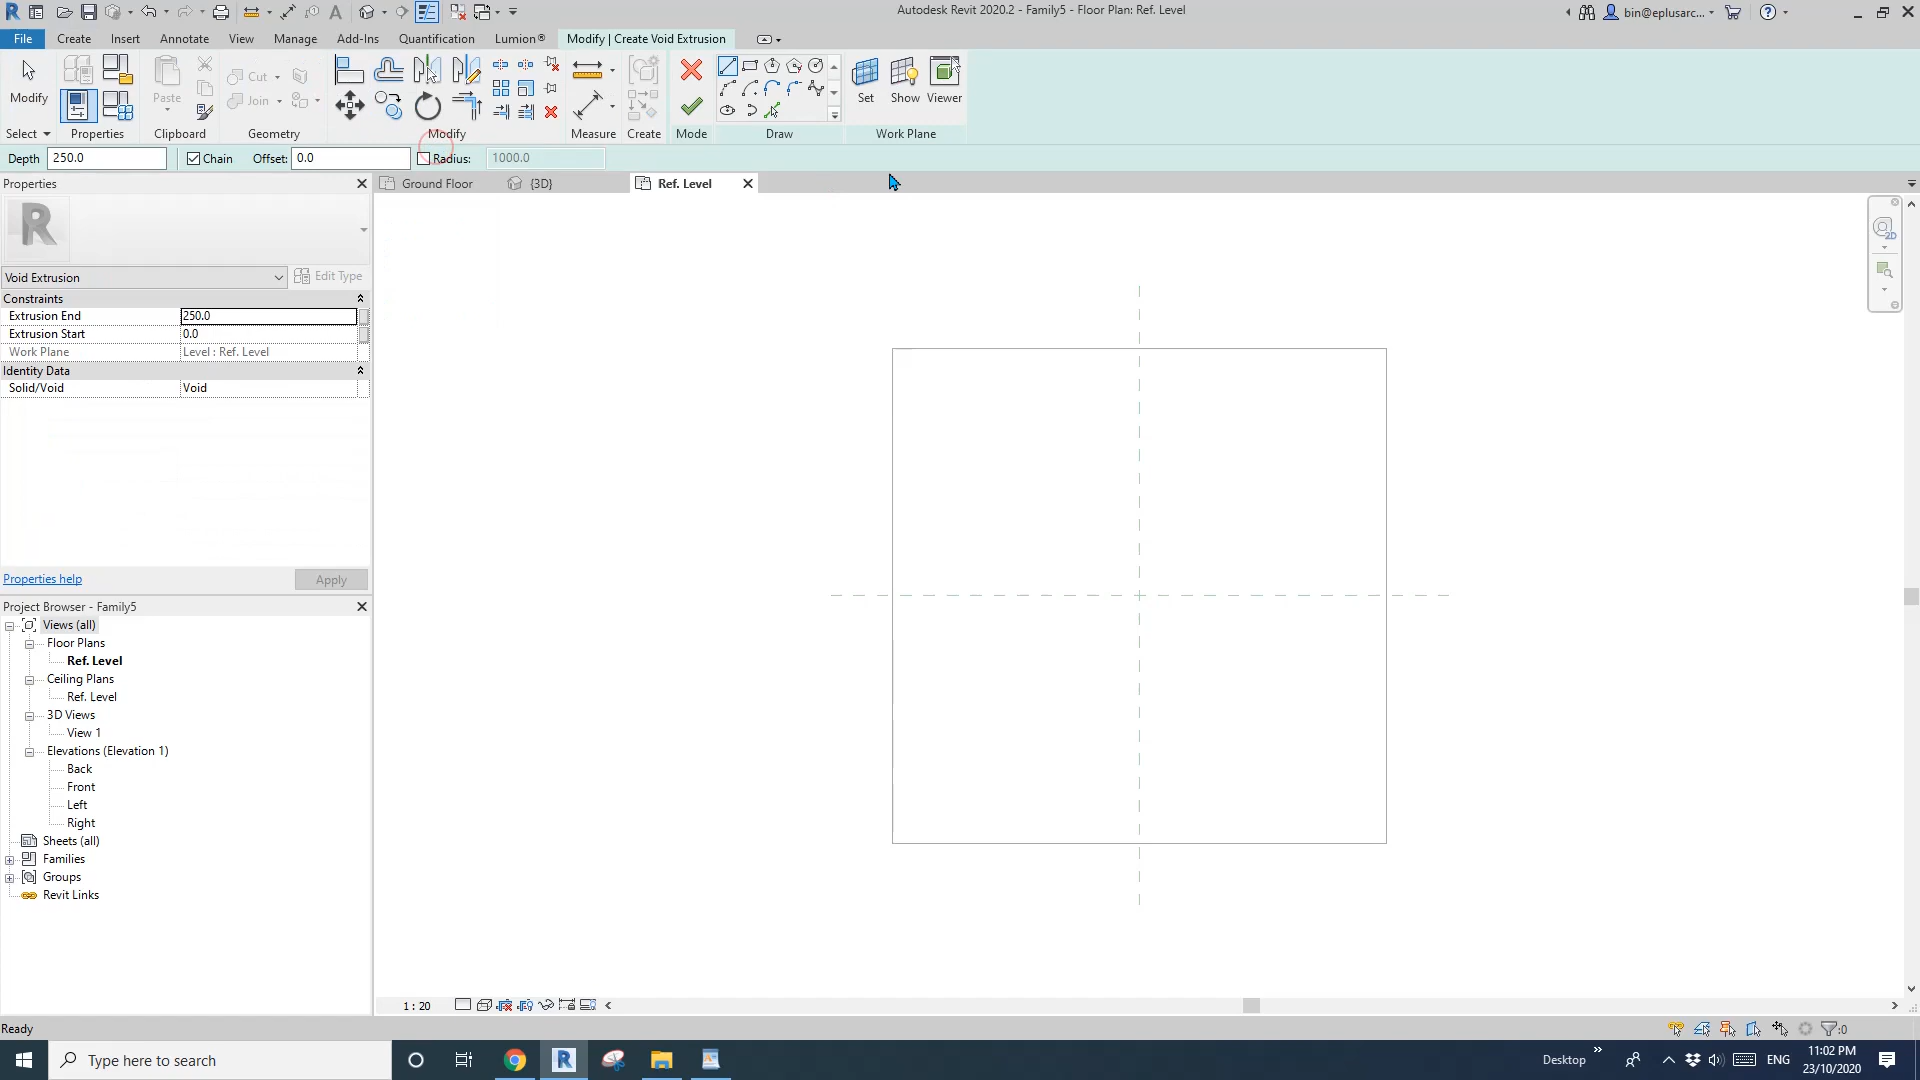 Autodesk Revit 2020.2 - Family5 - Floor Plan: Ref. Level
bin@eplusarc...
File Create Insert Annotate View Manage Add-Ins Quantification Lumion® Modify | Create Void Extrusion
Modify Paste Cut Join Set Show Viewer
Select Properties Clipboard Geometry Modify Measure Create Mode Draw Work Plane
Depth 250.0 Chain Offset: 0.0 Radius: 1000.0
Properties
Ground Floor {3D} Ref. Level
R
2D
Void Extrusion Edit Type
Constraints
Extrusion End 250.0
Extrusion Start 0.0
Work Plane Level : Ref. Level
Identity Data
Solid/Void Void
Properties help Apply
Project Browser - Family5
Views (all)
Floor Plans
Ref. Level
Ceiling Plans
Ref. Level
3D Views
View 1
Elevations (Elevation 1)
Back
Front
Left
Right
Sheets (all)
Families
Groups
Revit Links
1 : 20
Ready
:0
Type here to search
Desktop
ENG
11:02 PM
23/10/2020